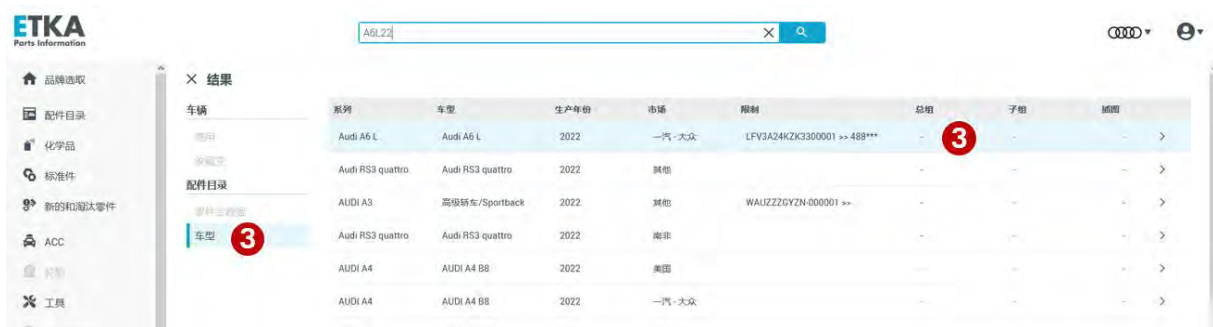 ETKA
Parts Information
A6L22
品牌选取
配件目录
化学品
标准件
新的和淘汰零件
ACC
轮胎
工具
结果
车辆
收藏夹
配件目录
车型
3
系列 车型 生产年份 市场 限制 总组 子组 插图
Audi A6 L Audi A6 L 2022 一汽-大众 LFV3A24KZK3300001 >> 488*** - - -
3
Audi RS3 quattro Audi RS3 quattro 2022 其他 - - -
AUDI A3 高级轿车/Sportback 2022 其他 WAUZZZGYZN-000001 >> - - -
Audi RS3 quattro Audi RS3 quattro 2022 南非 - - -
AUDI A4 AUDI A4 B8 2022 美国 - - -
AUDI A4 AUDI A4 B8 2022 一汽-大众 - - -